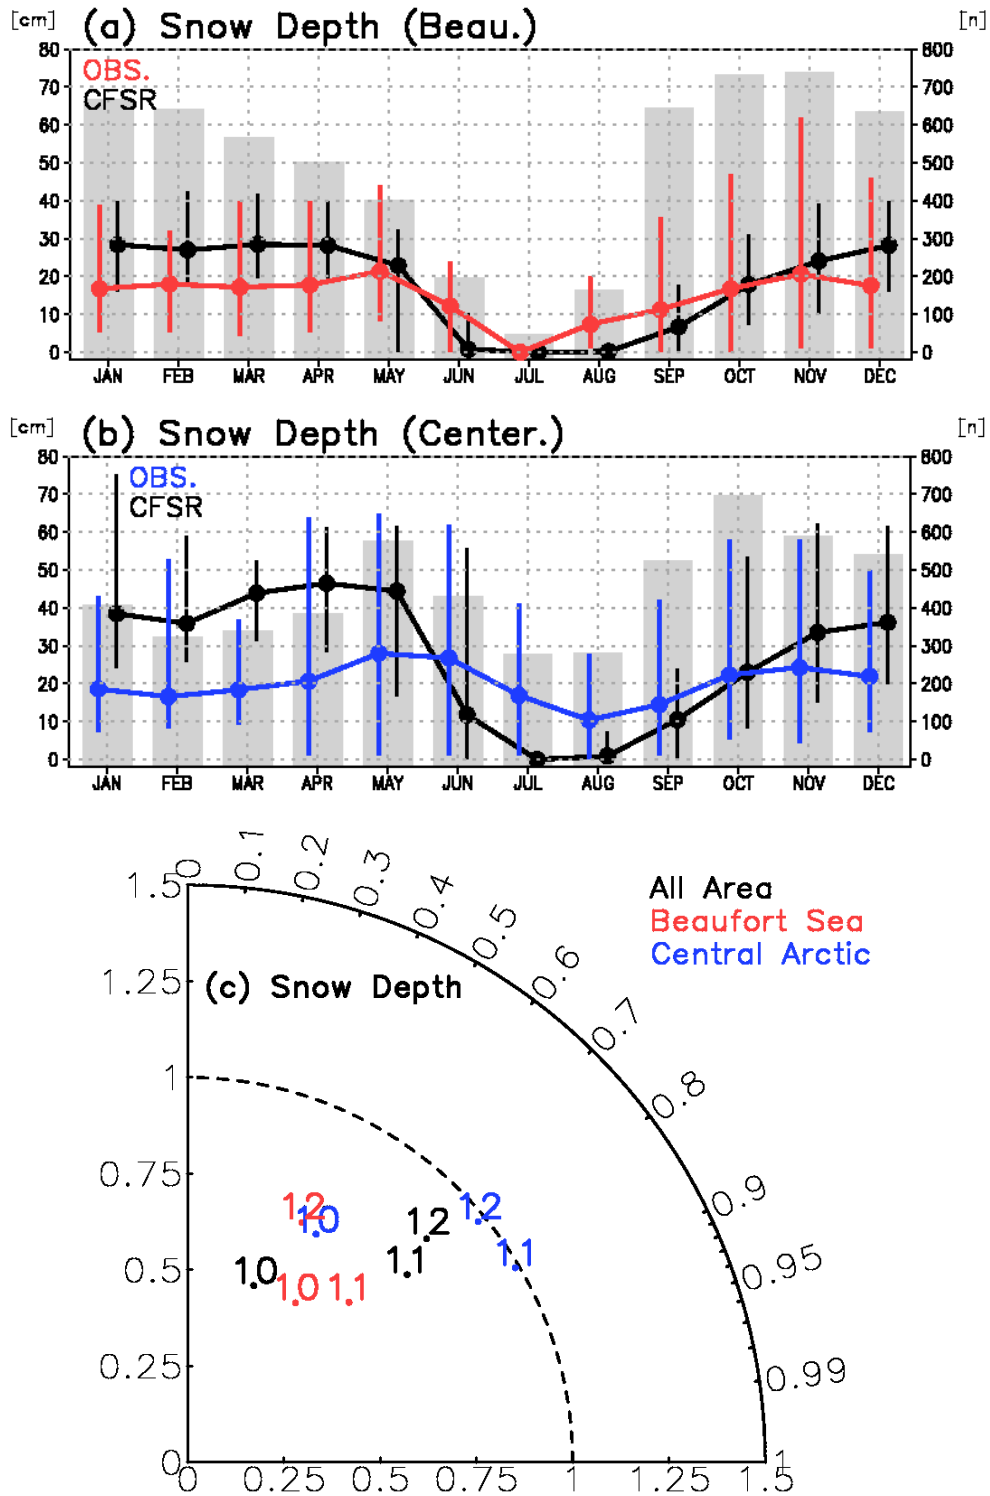 [cm] (a) Snow Depth (Beau.) [n]
OBS.
CFSR
80 800
70 700
60 600
50 500
40 400
30 300
20 200
10 100
0 0
JAN FEB MAR APR MAY JUN JUL AUG SEP OCT NOV DEC
[cm] (b) Snow Depth (Center.) [n]
OBS.
CFSR
80 800
70 700
60 600
50 500
40 400
30 300
20 200
10 100
0 0
JAN FEB MAR APR MAY JUN JUL AUG SEP OCT NOV DEC
0 0.1 0.2 0.3 0.4 0.5 0.6 0.7 0.8 0.9 0.95 0.99 1
All Area
Beaufort Sea
Central Arctic
(c) Snow Depth
1.5
1.25
1
0.75
0.5
0.25
0
1.2 1.0 1.2 1.2
1.1 1.1
1.0 1.0 1.1
0 0.25 0.5 0.75 1 1.25 1.5